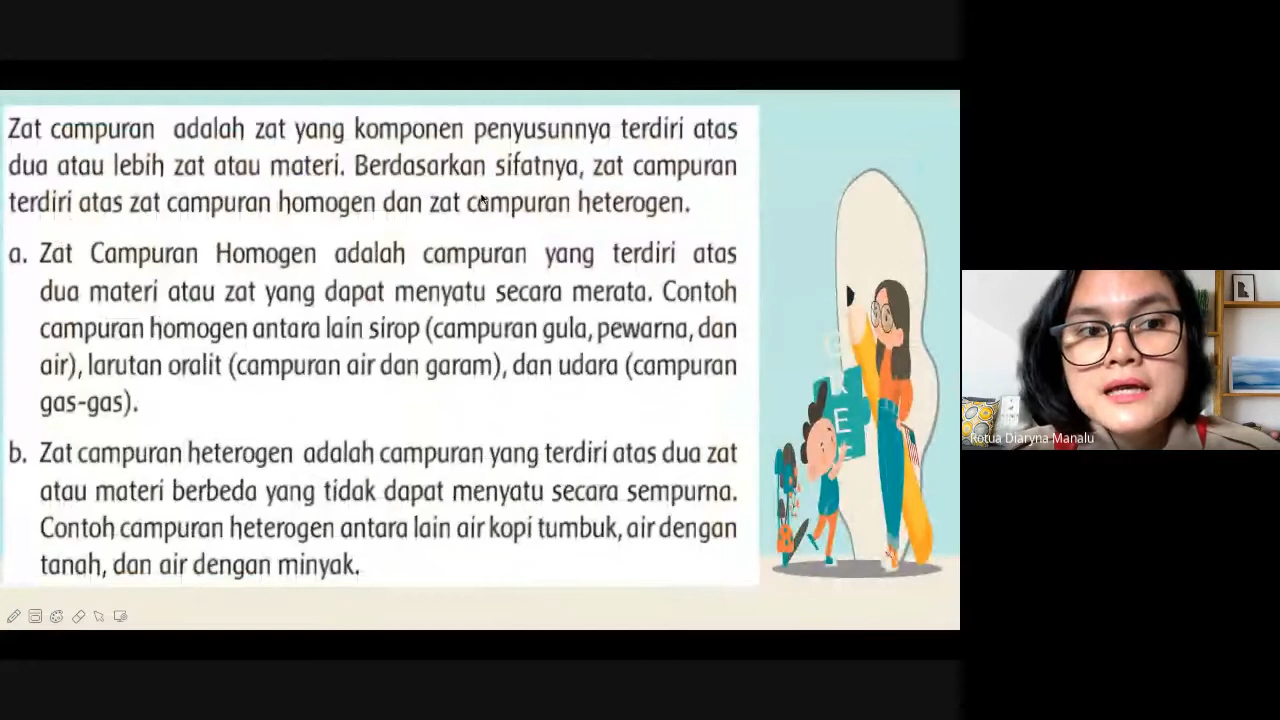 Zat campuran adalah zat yang komponen penyusunnya terdiri atas
dua atau lebih zat atau materi. Berdasarkan sifatnya, zat campuran
terdiri atas zat campuran homogen dan zat campuran heterogen.
a. Zat Campuran Homogen adalah campuran yang terdiri atas
dua materi atau zat yang dapat menyatu secara merata. Contoh
campuran homogen antara lain sirop (campuran gula, pewarna, dan
air), larutan oralit (campuran air dan garam), dan udara (campuran
gas-gas).
b. Zat campuran heterogen adalah campuran yang terdiri atas dua zat
atau materi berbeda yang tidak dapat menyatu secara sempurna.
Contoh campuran heterogen antara lain air kopi tumbuk, air dengan
tanah, dan air dengan minyak.
E
Rotua Diaryna Manalu